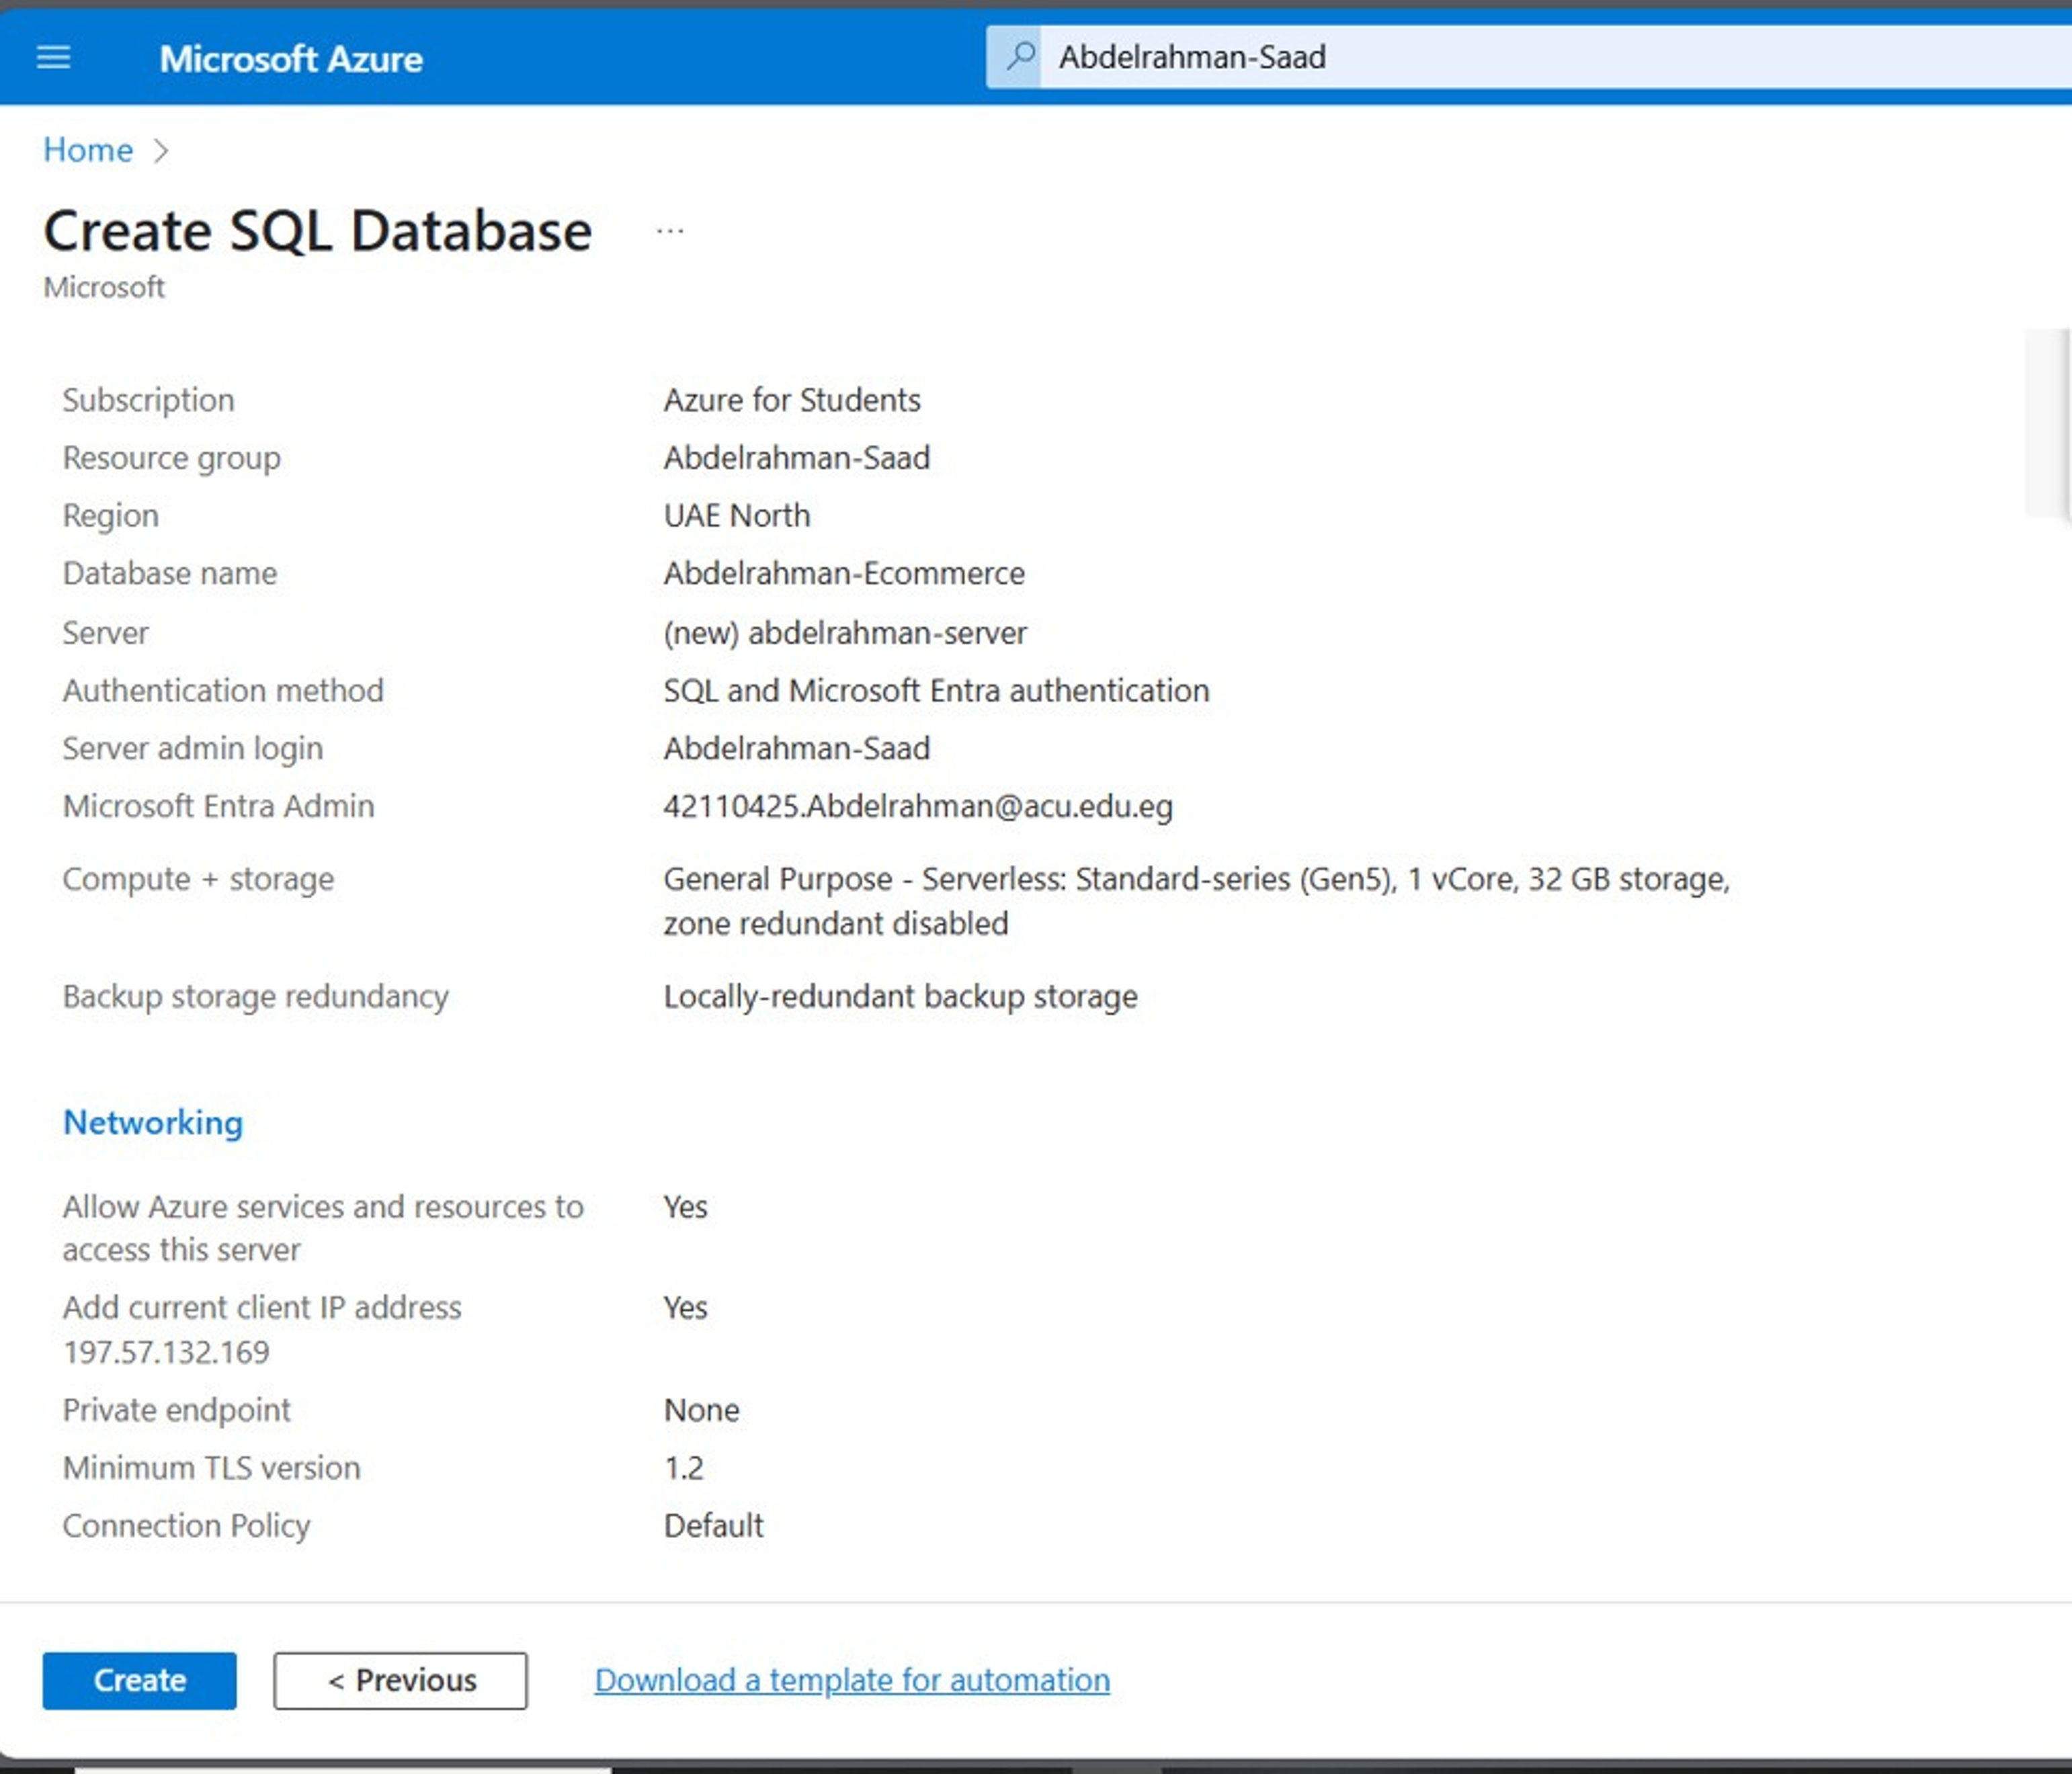 Microsoft Azure
Abdelrahman-Saad
Home
Create SQL Database
...
Microsoft
Subscription Azure for Students
Resource group Abdelrahman-Saad
Region UAE North
Database name Abdelrahman-Ecommerce
Server (new) abdelrahman-server
Authentication method SQL and Microsoft Entra authentication
Server admin login Abdelrahman-Saad
Microsoft Entra Admin 42110425.Abdelrahman@acu.edu.eg
Compute + storage General Purpose - Serverless: Standard-series (Gen5), 1 vCore, 32 GB storage,
zone redundant disabled
Backup storage redundancy Locally-redundant backup storage
Networking
Allow Azure services and resources to Yes
access this server
Add current client IP address Yes
197.57.132.169
Private endpoint None
Minimum TLS version 1.2
Connection Policy Default
Create < Previous Download a template for automation